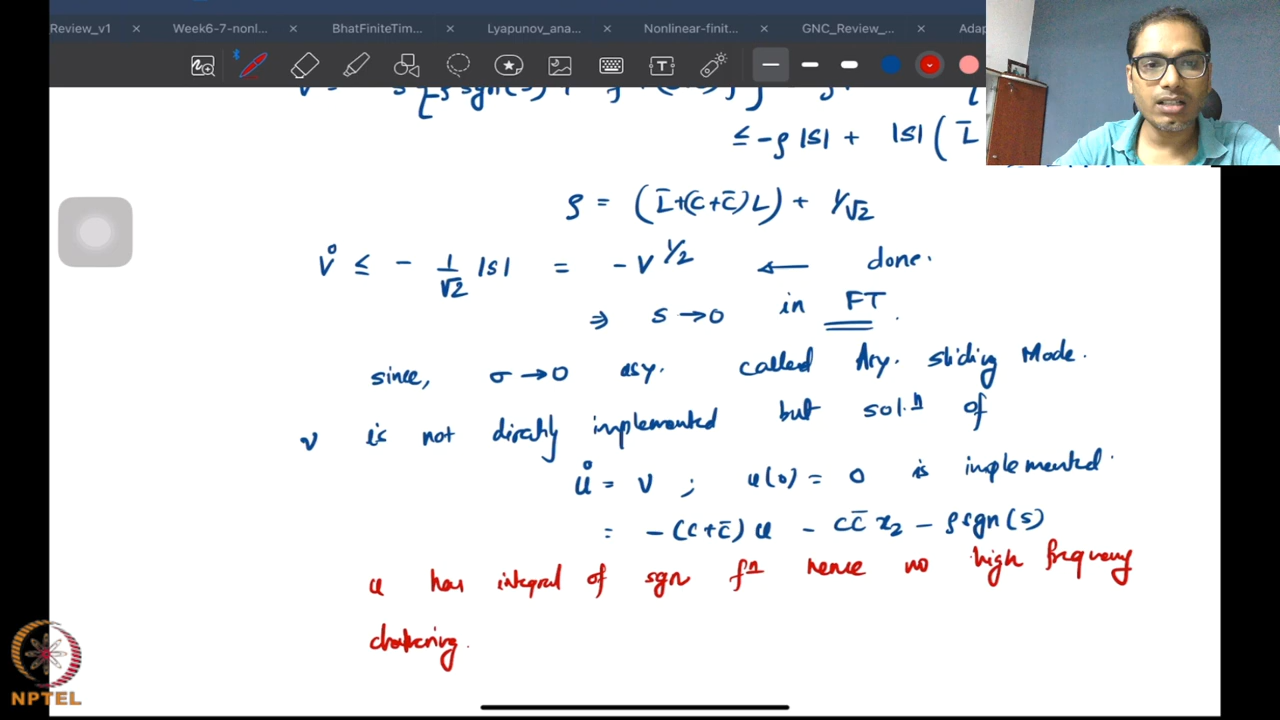 Review_v1 × Week6-7-nonl... × BhatFiniteTim... × Lyapunov_ana... × Nonlinear-finit... × GNC_Review_... × Adap
≤ -ρ |s| + |s| ( L̄
ρ = (L̄+(c+c̄)L) + 1/√2
V̇ ≤ - 1/√2 |s| = - V^{1/2} ← done.
⇒ s → 0 in FT.
since, σ → 0 asy. called Asy. sliding Mode.
v is not directly implemented but sol.ⁿ of
u̇ = v ; u(0) = 0 is implemented.
= - (c+c̄) u - cc̄ x₂ - ρ sgn(s)
u has integral of sgn fⁿ hence no high frequency
chattering.
NPTEL